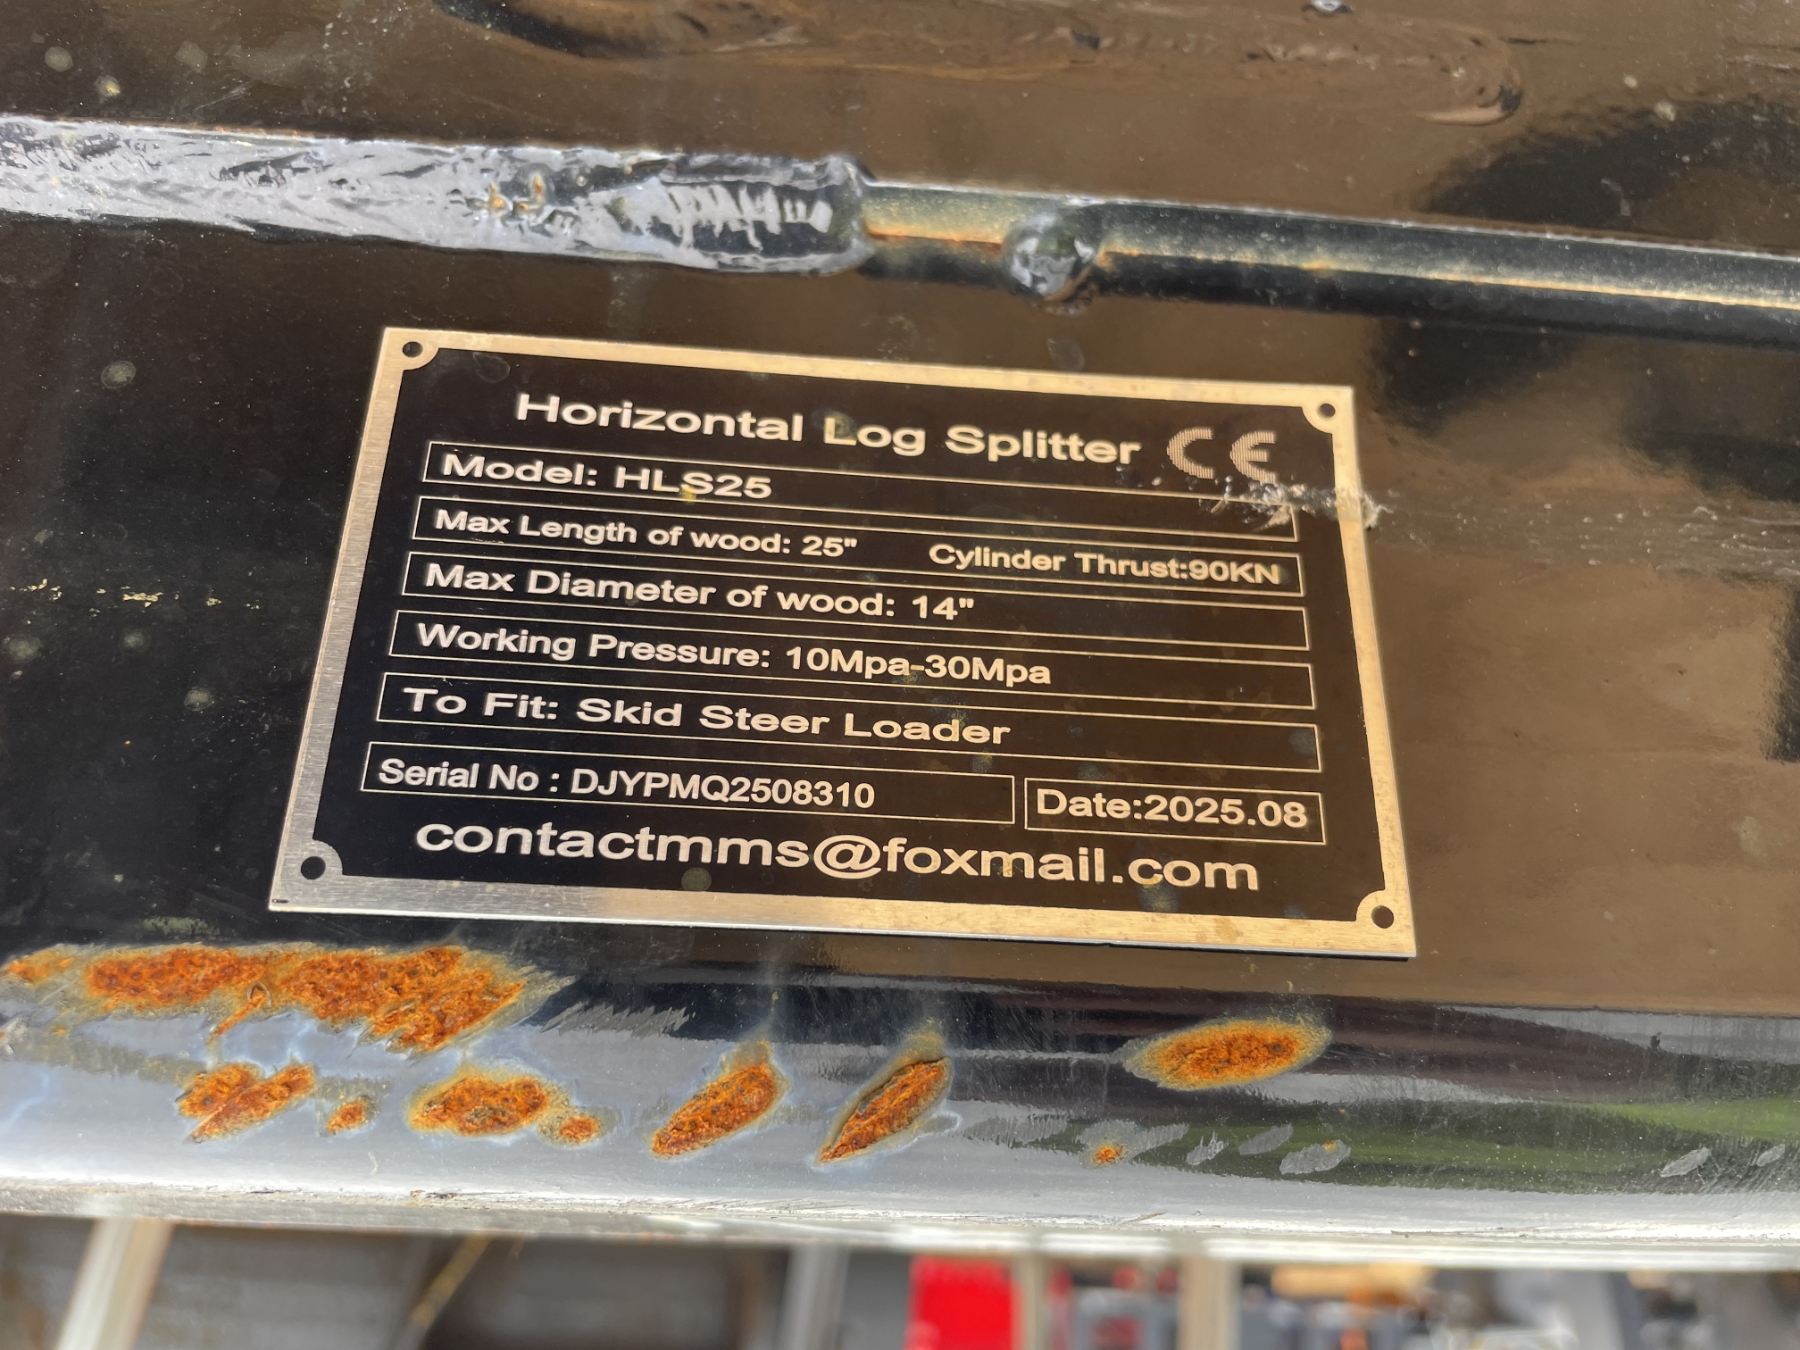 Horizontal Log Splitter CE
Model: HLS25
Max Length of wood: 25" Cylinder Thrust:90KN
Max Diameter of wood: 14"
Working Pressure: 10Mpa-30Mpa
To Fit: Skid Steer Loader
Serial No : DJYPMQ2508310 Date:2025.08
contactmms@foxmail.com